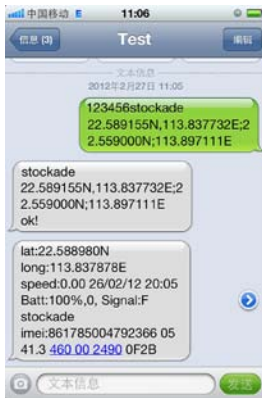 中国移动 E 11:06
信息 (3) Test 编辑
文本信息
2012年2月27日 11:05
123456stockade
22.589155N,113.837732E;2
2.559000N;113.897111E
stockade
22.589155N,113.837732E;2
2.559000N;113.897111E
ok!
lat:22.588980N
long:113.837878E
speed:0.00 26/02/12 20:05
Batt:100%,0, Signal:F
stockade
imei:861785004792366 05
41.3 460 00 2490 0F2B
文本信息 发送